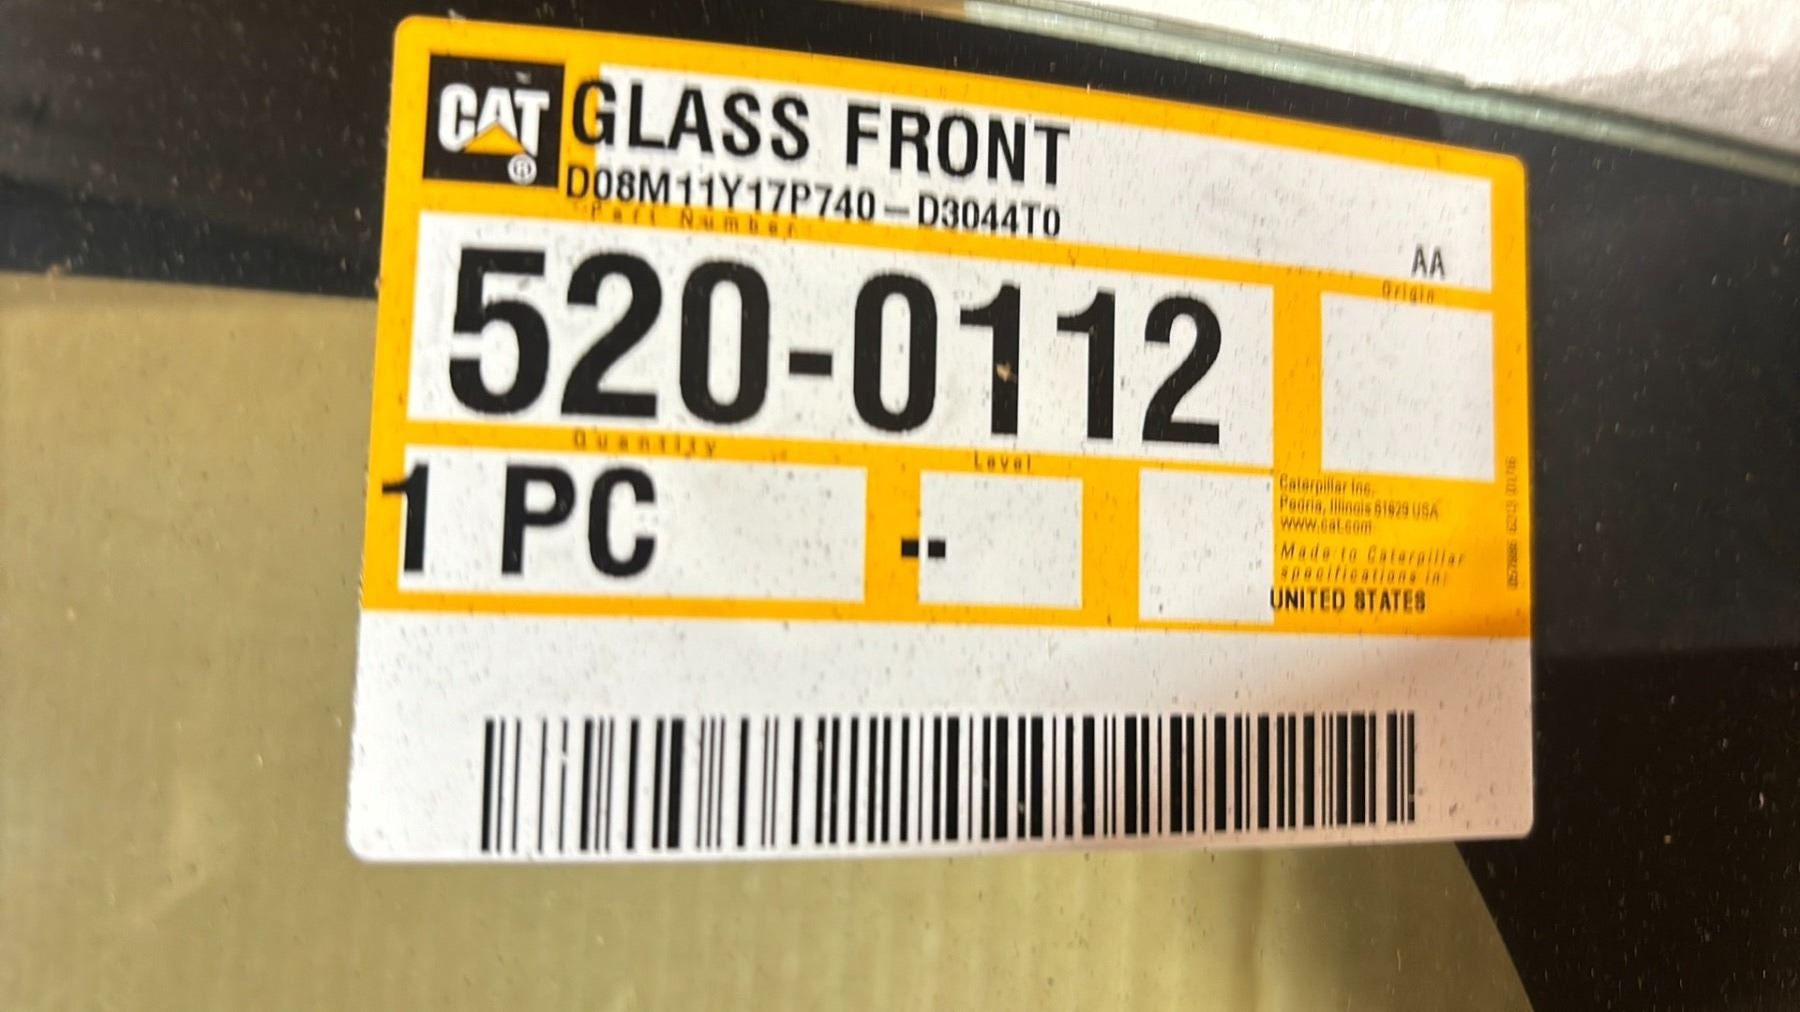 CAT®
GLASS FRONT
D08M11Y17P740-D3044T0
Part Number
AA
Origin
520-0112
Quantity
Level
1 PC
--
Caterpillar Inc.
Peoria, Illinois 61629 USA
www.cat.com
Made to Caterpillar
specifications in:
UNITED STATES